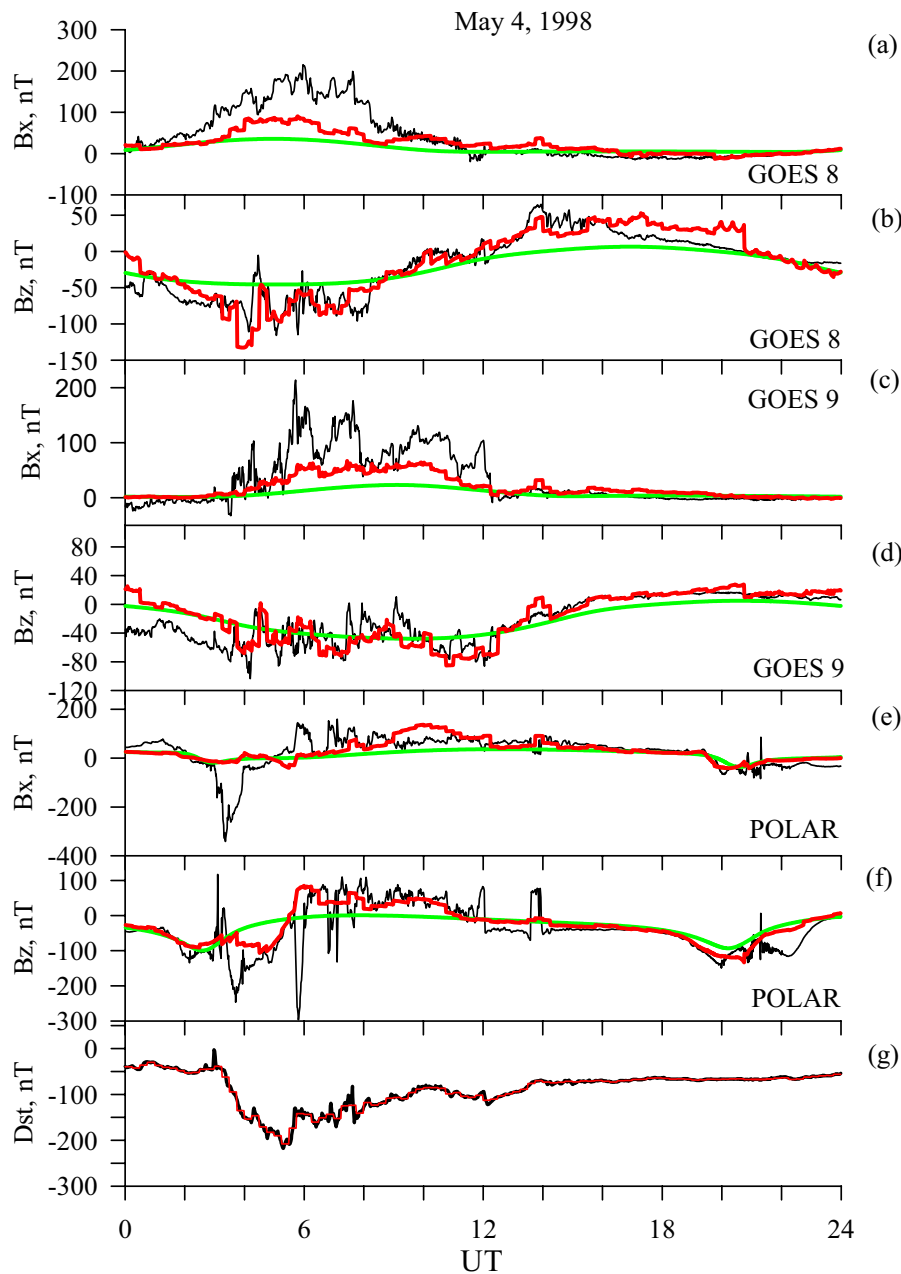 May 4, 1998
(a)
300
200
100
0
-100
Bx, nT
GOES 8
(b)
50
0
-50
-100
-150
Bz, nT
GOES 8
(c)
200
100
0
Bx, nT
GOES 9
(d)
80
40
0
-40
-80
-120
Bz, nT
GOES 9
(e)
200
0
-200
-400
Bx, nT
POLAR
(f)
100
0
-100
-200
-300
Bz, nT
POLAR
(g)
0
-100
-200
-300
Dst, nT
0 6 12 18 24
UT